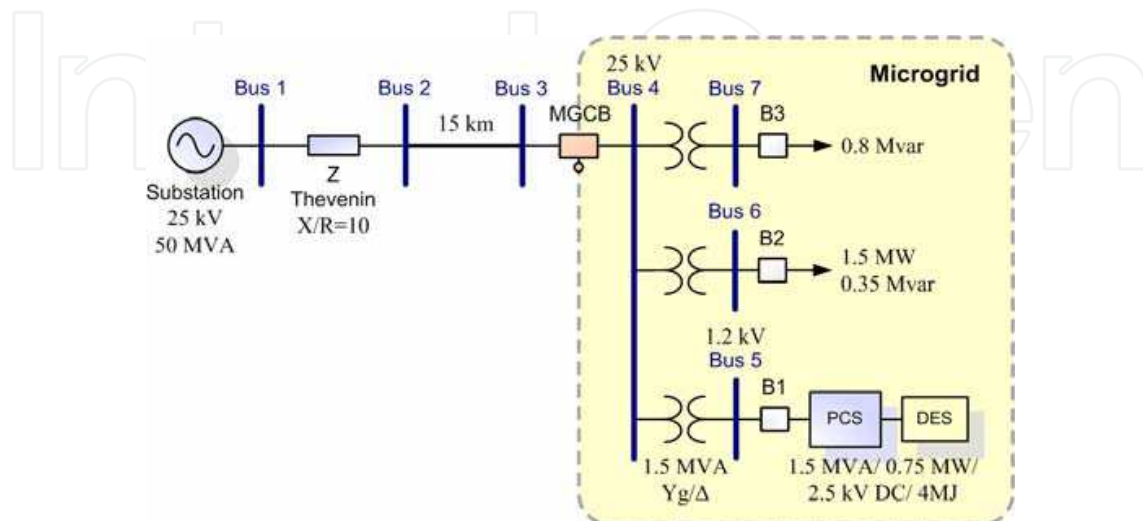 Microgrid
25 kV
Bus 1
Bus 2
Bus 3
MGCB
Bus 4
Bus 7
B3
15 km
0.8 Mvar
Z
Substation
25 kV
50 MVA
Thevenin
X/R=10
Bus 6
B2
1.5 MW
0.35 Mvar
1.2 kV
Bus 5
B1
PCS
DES
1.5 MVA
Yg/Δ
1.5 MVA/ 0.75 MW/
2.5 kV DC/ 4MJ